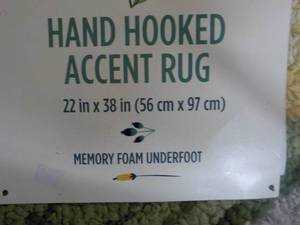 HAND HOOKED
ACCENT RUG
22 in x 38 in (56 cm x 97 cm)
MEMORY FOAM UNDERFOOT